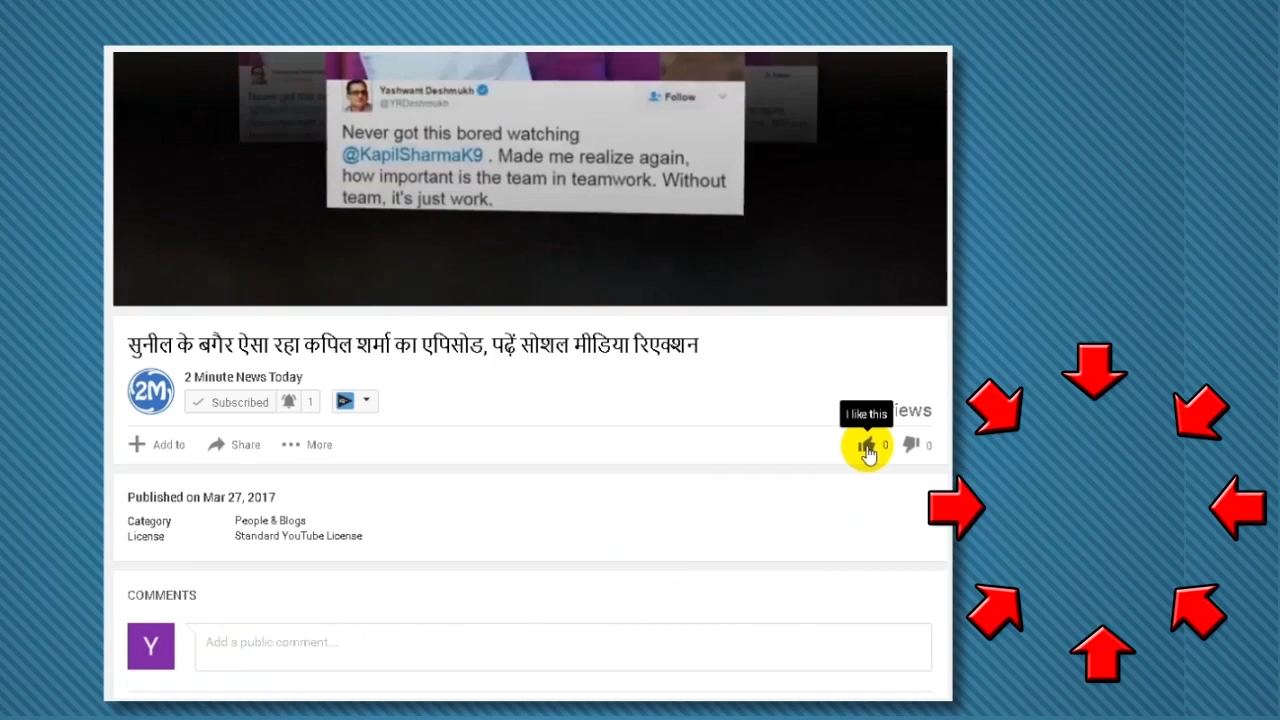 Yashwant Deshmukh
@YRDeshmukh
Follow
Never got this bored watching
@KapilSharmaK9 . Made me realize again,
how important is the team in teamwork. Without
team, it's just work.
सुनील के बगैर ऐसा रहा कपिल शर्मा का एपिसोड, पढ़ें सोशल मीडिया रिएक्शन
2M
2 Minute News Today
Subscribed 1
I like this
Add to Share More 0 0
Published on Mar 27, 2017
Category People & Blogs
License Standard YouTube License
COMMENTS
Y
Add a public comment...